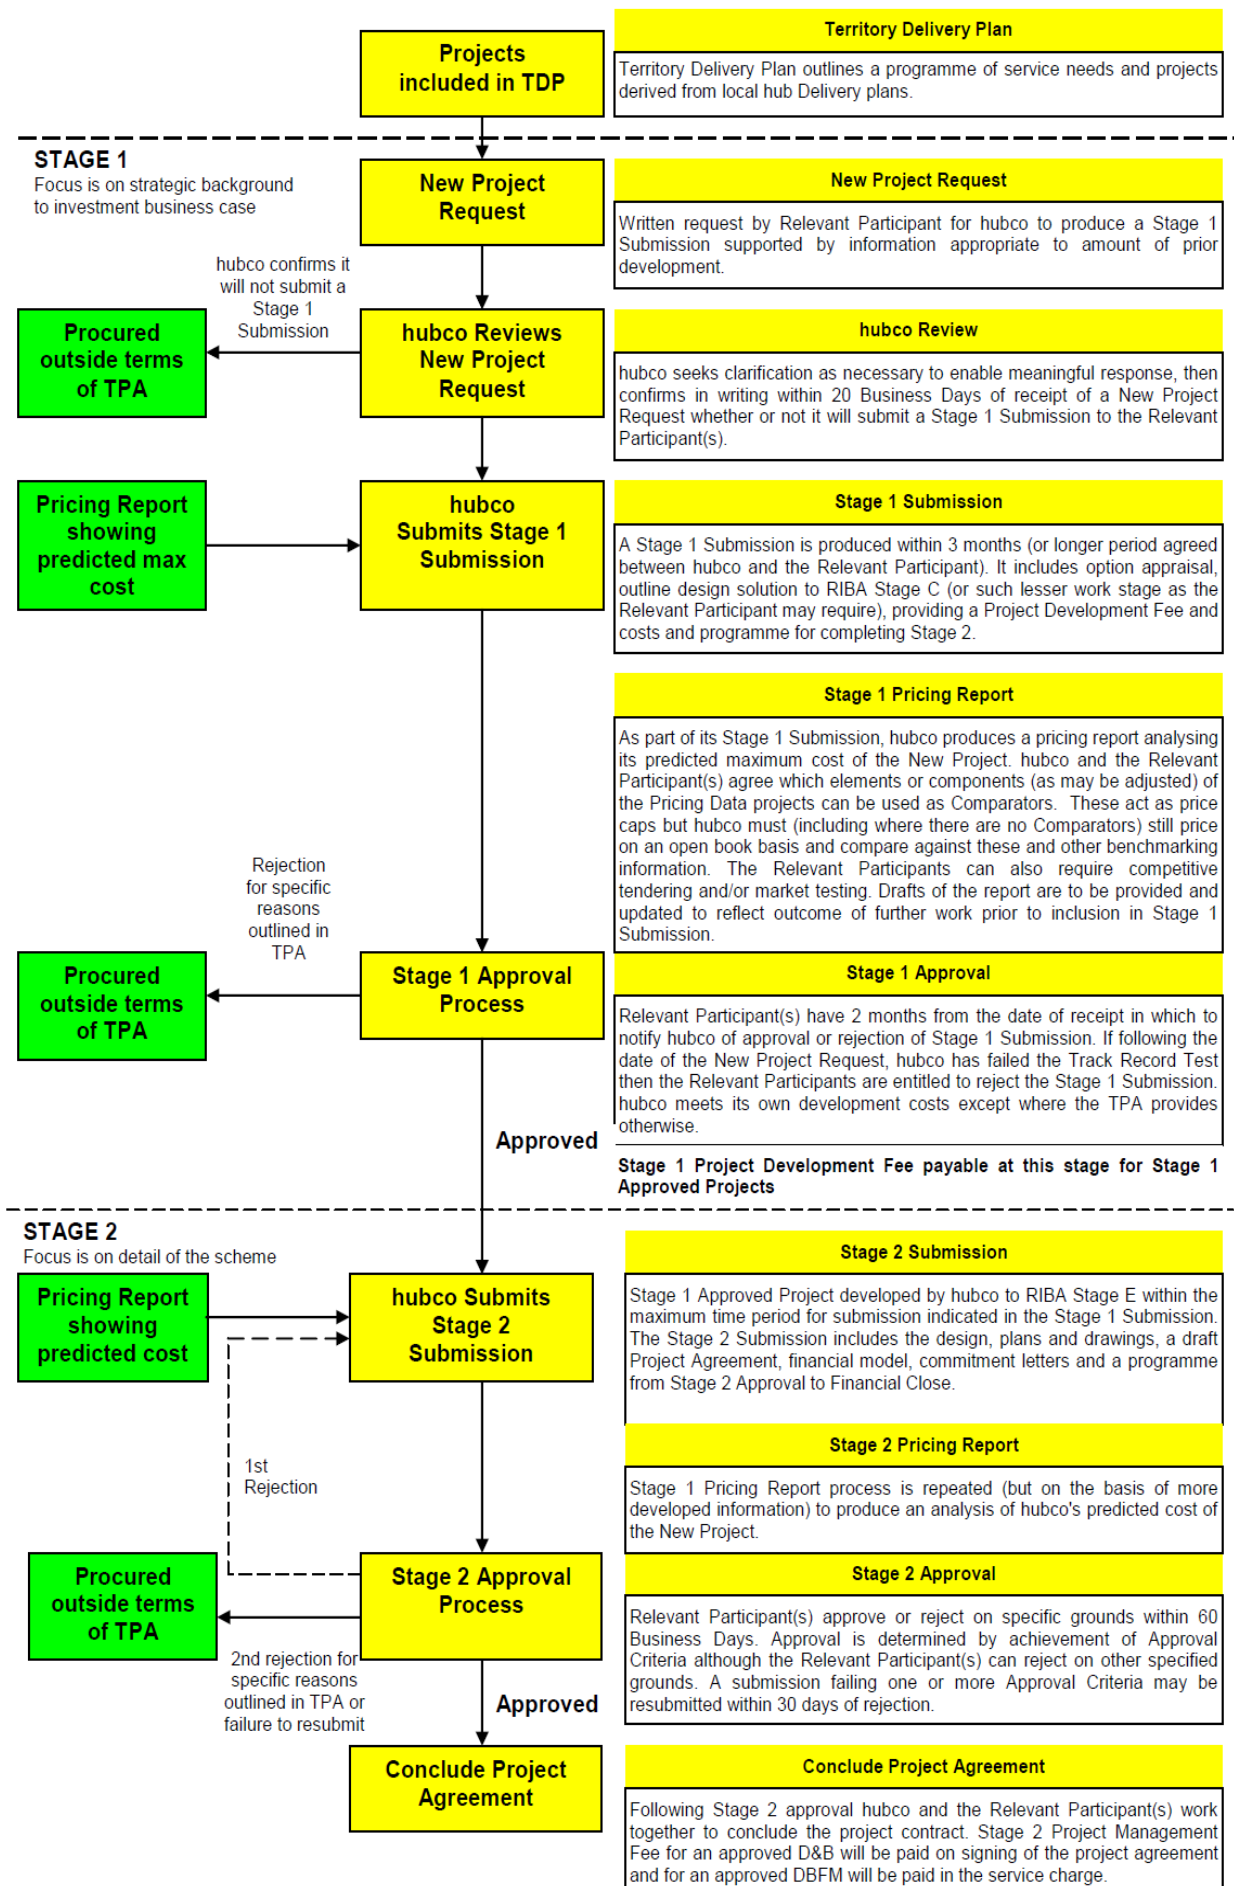 Projects
included in TDP
Territory Delivery Plan
Territory Delivery Plan outlines a programme of service needs and projects
derived from local hub Delivery plans.
STAGE 1
Focus is on strategic background
to investment business case
New Project
Request
New Project Request
Written request by Relevant Participant for hubco to produce a Stage 1
Submission supported by information appropriate to amount of prior
development.
hubco confirms it
will not submit a
Stage 1
Submission
Procured
outside terms
of TPA
hubco Reviews
New Project
Request
hubco Review
hubco seeks clarification as necessary to enable meaningful response, then
confirms in writing within 20 Business Days of receipt of a New Project
Request whether or not it will submit a Stage 1 Submission to the Relevant
Participant(s).
Pricing Report
showing
predicted max
cost
hubco
Submits Stage 1
Submission
Stage 1 Submission
A Stage 1 Submission is produced within 3 months (or longer period agreed
between hubco and the Relevant Participant). It includes option appraisal,
outline design solution to RIBA Stage C (or such lesser work stage as the
Relevant Participant may require), providing a Project Development Fee and
costs and programme for completing Stage 2.
Stage 1 Pricing Report
As part of its Stage 1 Submission, hubco produces a pricing report analysing
its predicted maximum cost of the New Project. hubco and the Relevant
Participant(s) agree which elements or components (as may be adjusted) of
the Pricing Data projects can be used as Comparators. These act as price
caps but hubco must (including where there are no Comparators) still price
on an open book basis and compare against these and other benchmarking
information. The Relevant Participants can also require competitive
tendering and/or market testing. Drafts of the report are to be provided and
updated to reflect outcome of further work prior to inclusion in Stage 1
Submission.
Rejection
for specific
reasons
outlined in
TPA
Procured
outside terms
of TPA
Stage 1 Approval
Process
Stage 1 Approval
Relevant Participant(s) have 2 months from the date of receipt in which to
notify hubco of approval or rejection of Stage 1 Submission. If following the
date of the New Project Request, hubco has failed the Track Record Test
then the Relevant Participants are entitled to reject the Stage 1 Submission.
hubco meets its own development costs except where the TPA provides
otherwise.
Approved
Stage 1 Project Development Fee payable at this stage for Stage 1
Approved Projects
STAGE 2
Focus is on detail of the scheme
Pricing Report
showing
predicted cost
hubco Submits
Stage 2
Submission
Stage 2 Submission
Stage 1 Approved Project developed by hubco to RIBA Stage E within the
maximum time period for submission indicated in the Stage 1 Submission.
The Stage 2 Submission includes the design, plans and drawings, a draft
Project Agreement, financial model, commitment letters and a programme
from Stage 2 Approval to Financial Close.
1st
Rejection
Stage 2 Pricing Report
Stage 1 Pricing Report process is repeated (but on the basis of more
developed information) to produce an analysis of hubco's predicted cost of
the New Project.
Procured
outside terms
of TPA
Stage 2 Approval
Process
Stage 2 Approval
Relevant Participant(s) approve or reject on specific grounds within 60
Business Days. Approval is determined by achievement of Approval
Criteria although the Relevant Participant(s) can reject on other specified
grounds. A submission failing one or more Approval Criteria may be
resubmitted within 30 days of rejection.
2nd rejection for
specific reasons
outlined in TPA or
failure to resubmit
Approved
Conclude Project
Agreement
Conclude Project Agreement
Following Stage 2 approval hubco and the Relevant Participant(s) work
together to conclude the project contract. Stage 2 Project Management
Fee for an approved D&B will be paid on signing of the project agreement
and for an approved DBFM will be paid in the service charge.